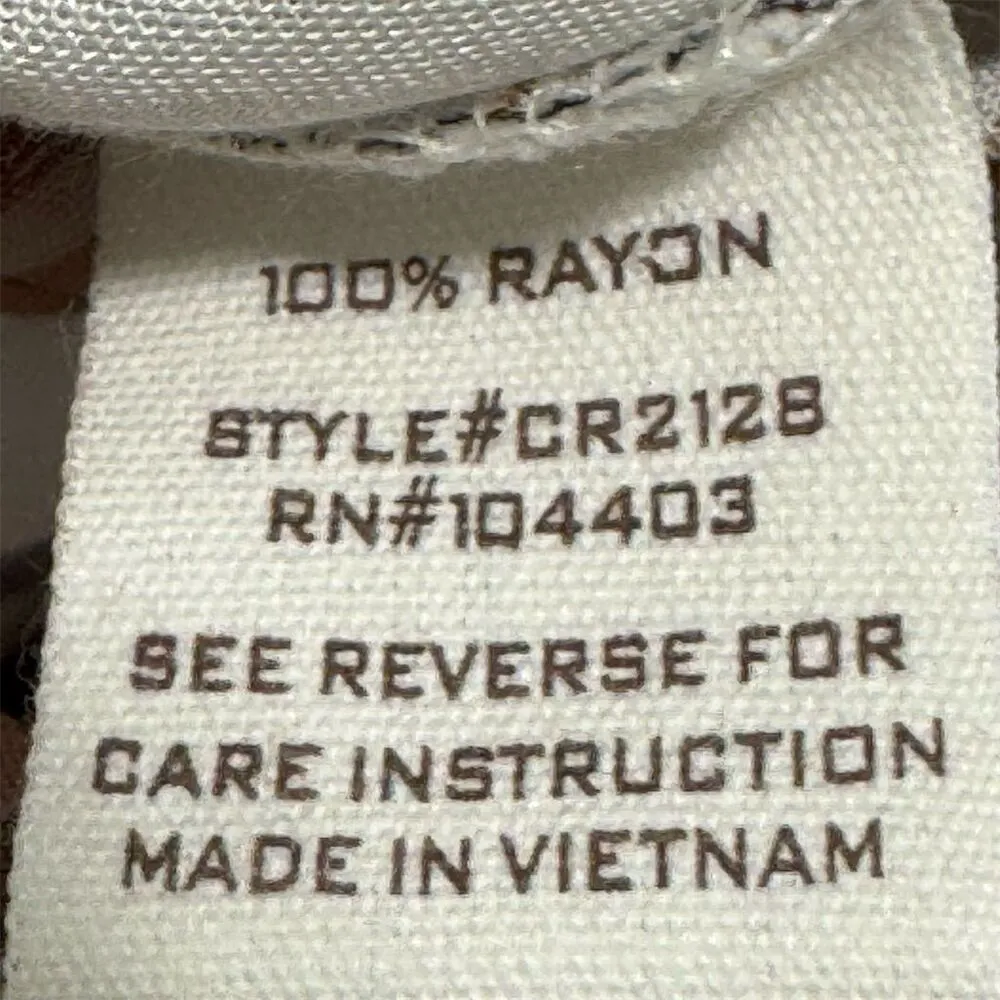 100% RAYON
STYLE#CR2128
RN#104403
SEE REVERSE FOR
CARE INSTRUCTION
MADE IN VIETNAM